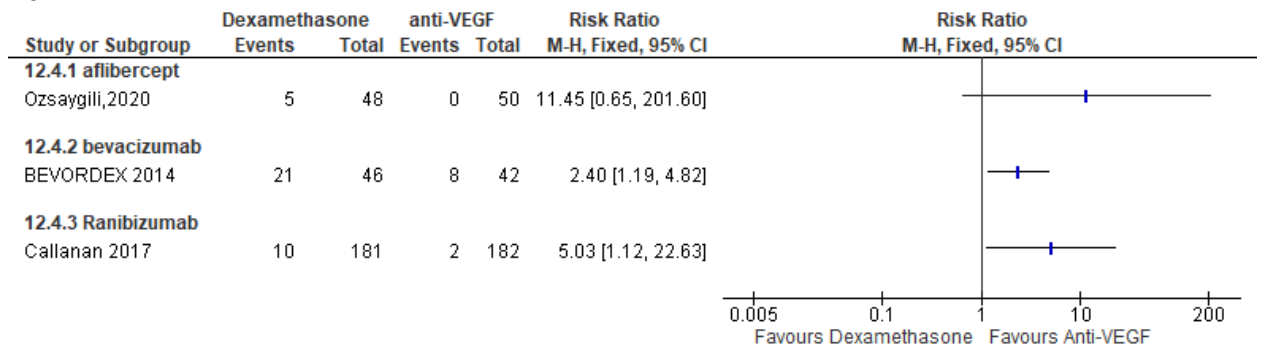 Dexamethasone anti-VEGF Risk Ratio Risk Ratio
Study or Subgroup Events Total Events Total M-H, Fixed, 95% CI M-H, Fixed, 95% CI
12.4.1 aflibercept
Ozsaygili,2020 5 48 0 50 11.45 [0.65, 201.60]
12.4.2 bevacizumab
BEVORDEX 2014 21 46 8 42 2.40 [1.19, 4.82]
12.4.3 Ranibizumab
Callanan 2017 10 181 2 182 5.03 [1.12, 22.63]
0.005 0.1 1 10 200
Favours Dexamethasone Favours Anti-VEGF